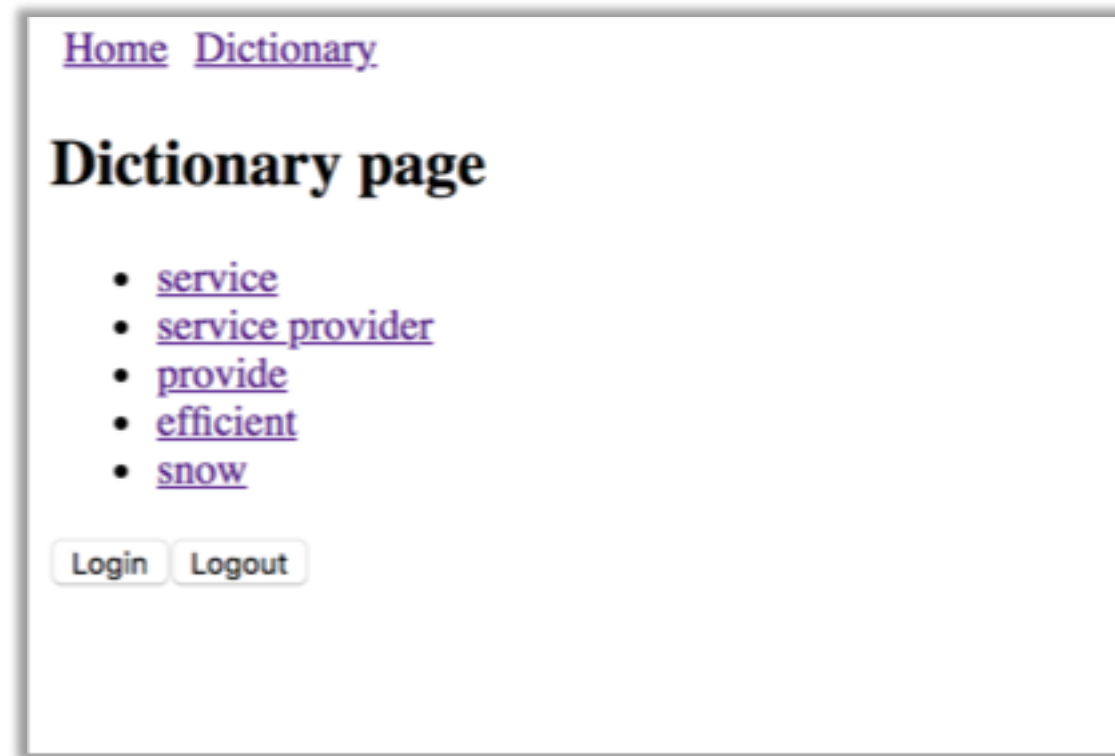 Home Dictionary
Dictionary page
service
service provider
provide
efficient
snow
Login Logout